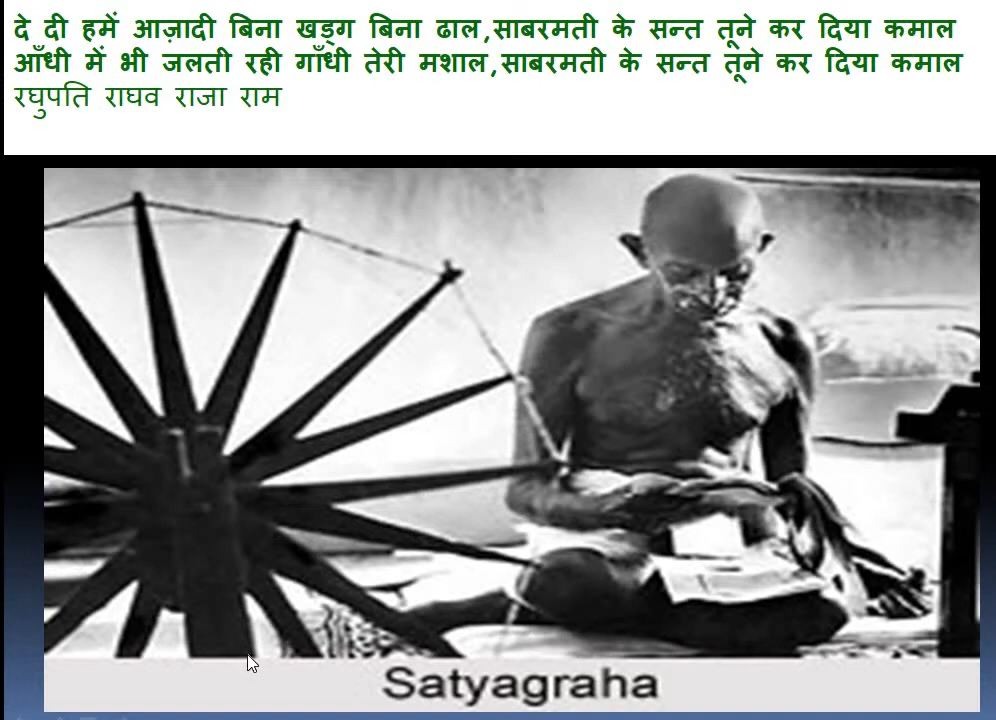 दे दी हमें आज़ादी बिना खड्ग बिना ढाल,साबरमती के सन्त तूने कर दिया कमाल
आँधी में भी जलती रही गाँधी तेरी मशाल,साबरमती के सन्त तूने कर दिया कमाल
रघुपति राघव राजा राम
Satyagraha